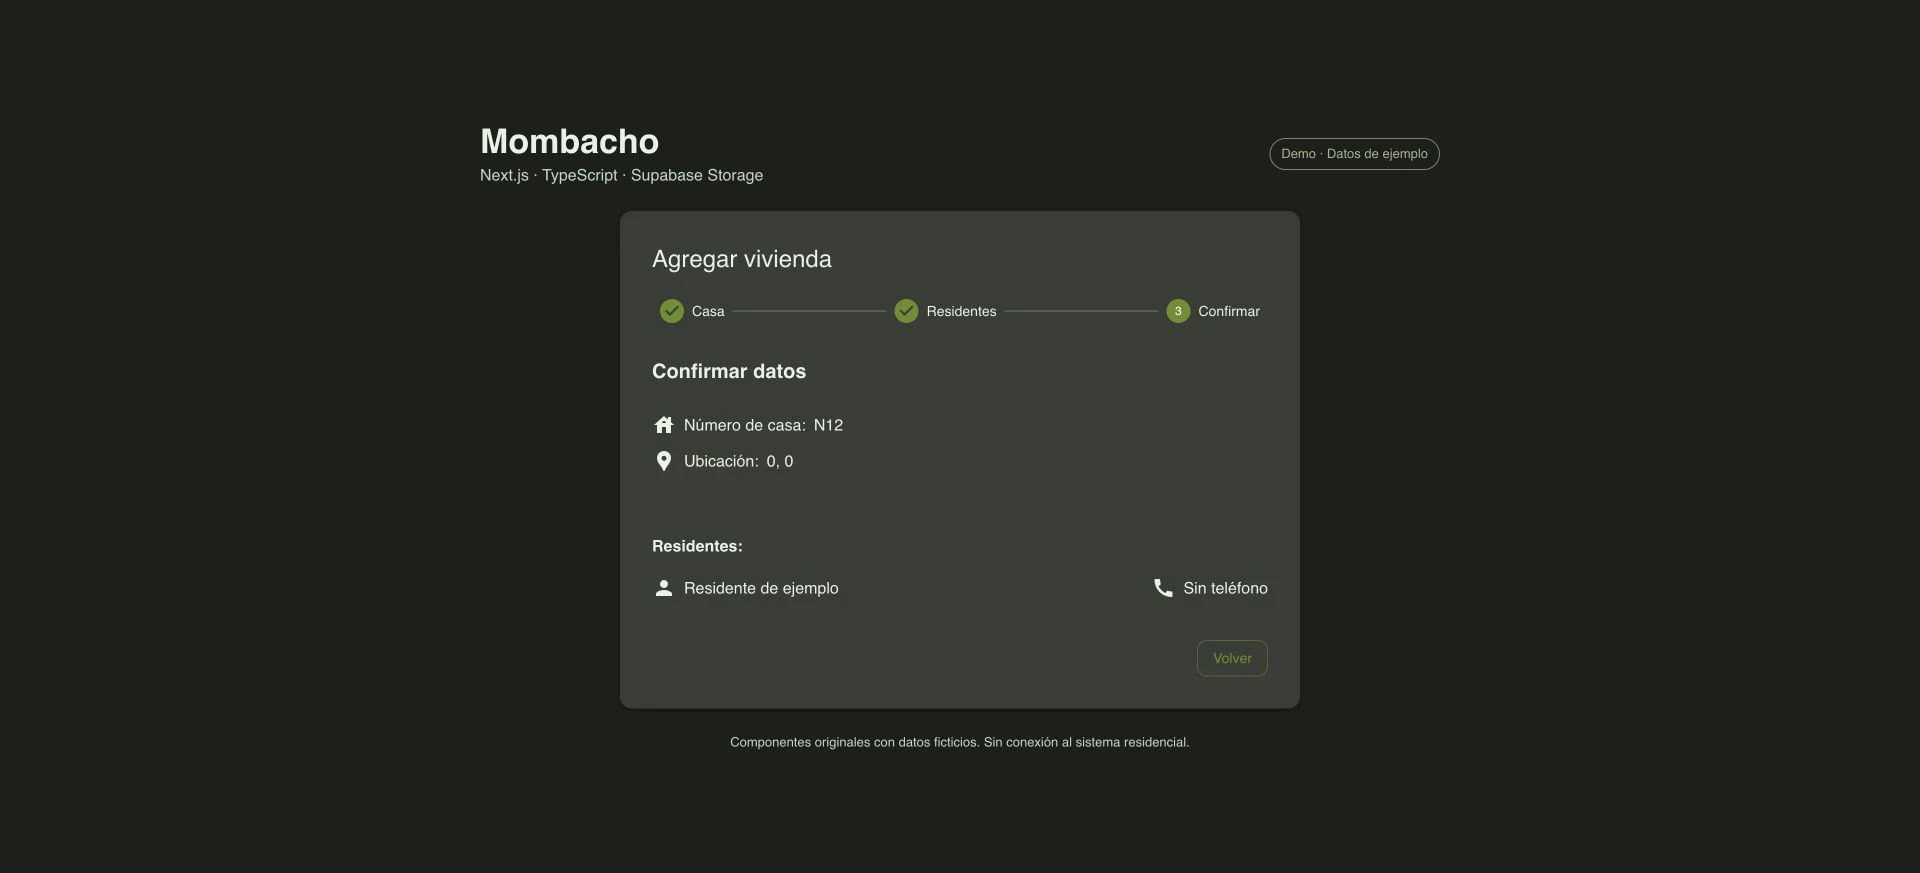 Mombacho
Next.js · TypeScript · Supabase Storage
Demo · Datos de ejemplo
Agregar vivienda
Casa
Residentes
3 Confirmar
Confirmar datos
Número de casa: N12
Ubicación: 0, 0
Residentes:
Residente de ejemplo
Sin teléfono
Volver
Componentes originales con datos ficticios. Sin conexión al sistema residencial.